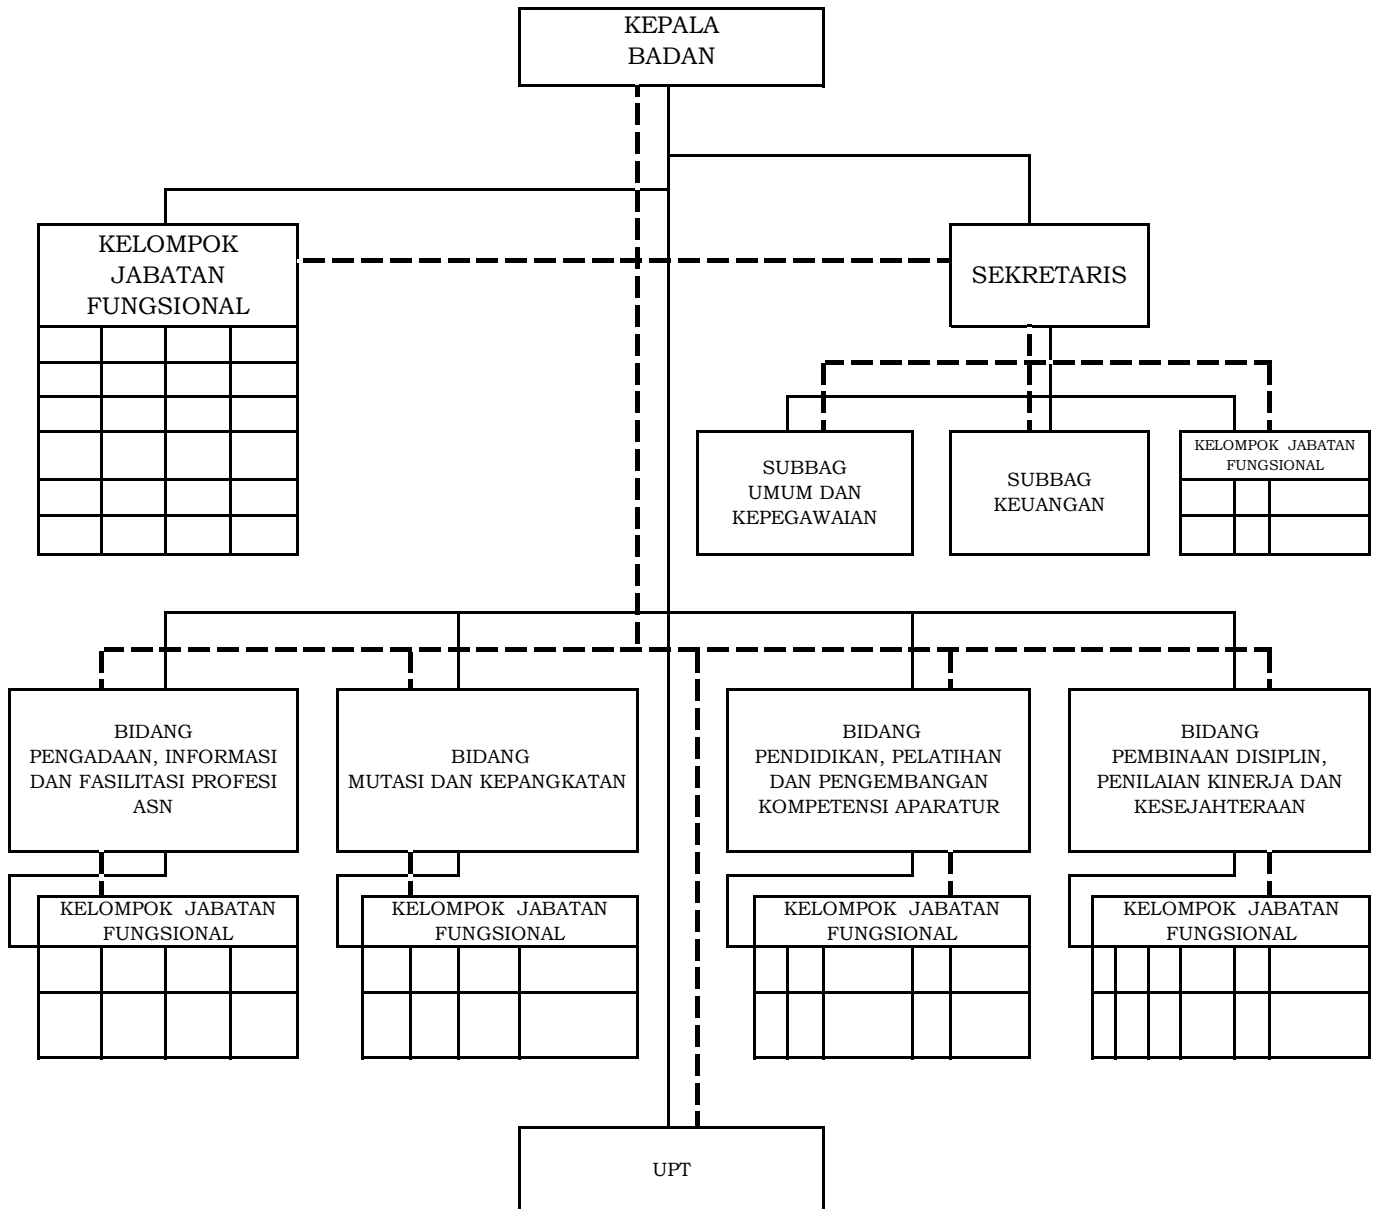 KEPALA
BADAN
KELOMPOK
JABATAN
FUNGSIONAL
SEKRETARIS
SUBBAG
UMUM DAN
KEPEGAWAIAN
SUBBAG
KEUANGAN
KELOMPOK JABATAN
FUNGSIONAL
BIDANG
PENGADAAN, INFORMASI
DAN FASILITASI PROFESI
ASN
BIDANG
MUTASI DAN KEPANGKATAN
BIDANG
PENDIDIKAN, PELATIHAN
DAN PENGEMBANGAN
KOMPETENSI APARATUR
BIDANG
PEMBINAAN DISIPLIN,
PENILAIAN KINERJA DAN
KESEJAHTERAAN
KELOMPOK JABATAN
FUNGSIONAL
KELOMPOK JABATAN
FUNGSIONAL
KELOMPOK JABATAN
FUNGSIONAL
KELOMPOK JABATAN
FUNGSIONAL
UPT